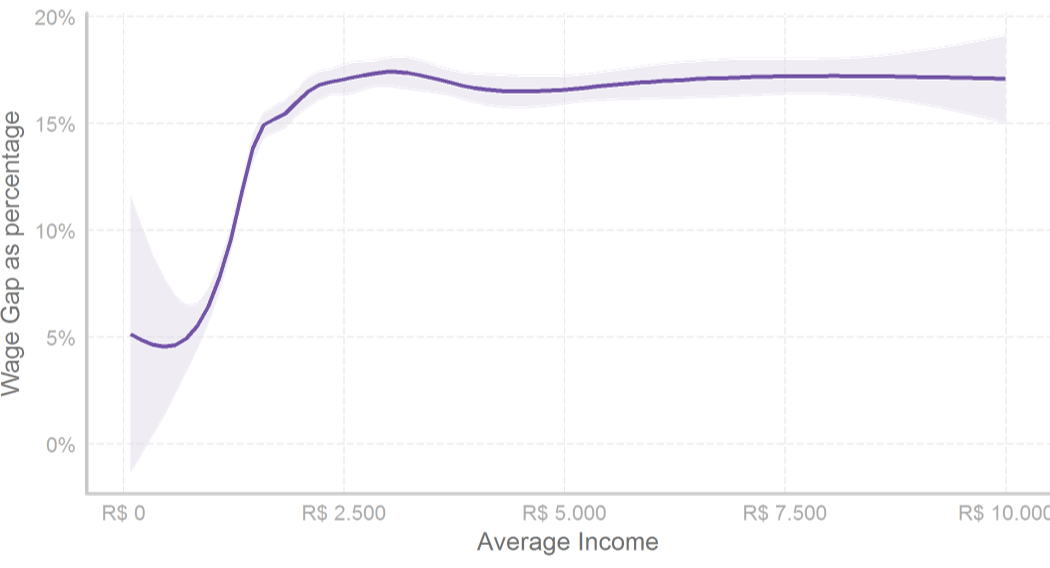 20%
15%
10%
5%
0%
Wage Gap as percentage
R$ 0 R$ 2.500 R$ 5.000 R$ 7.500 R$ 10.000
Average Income